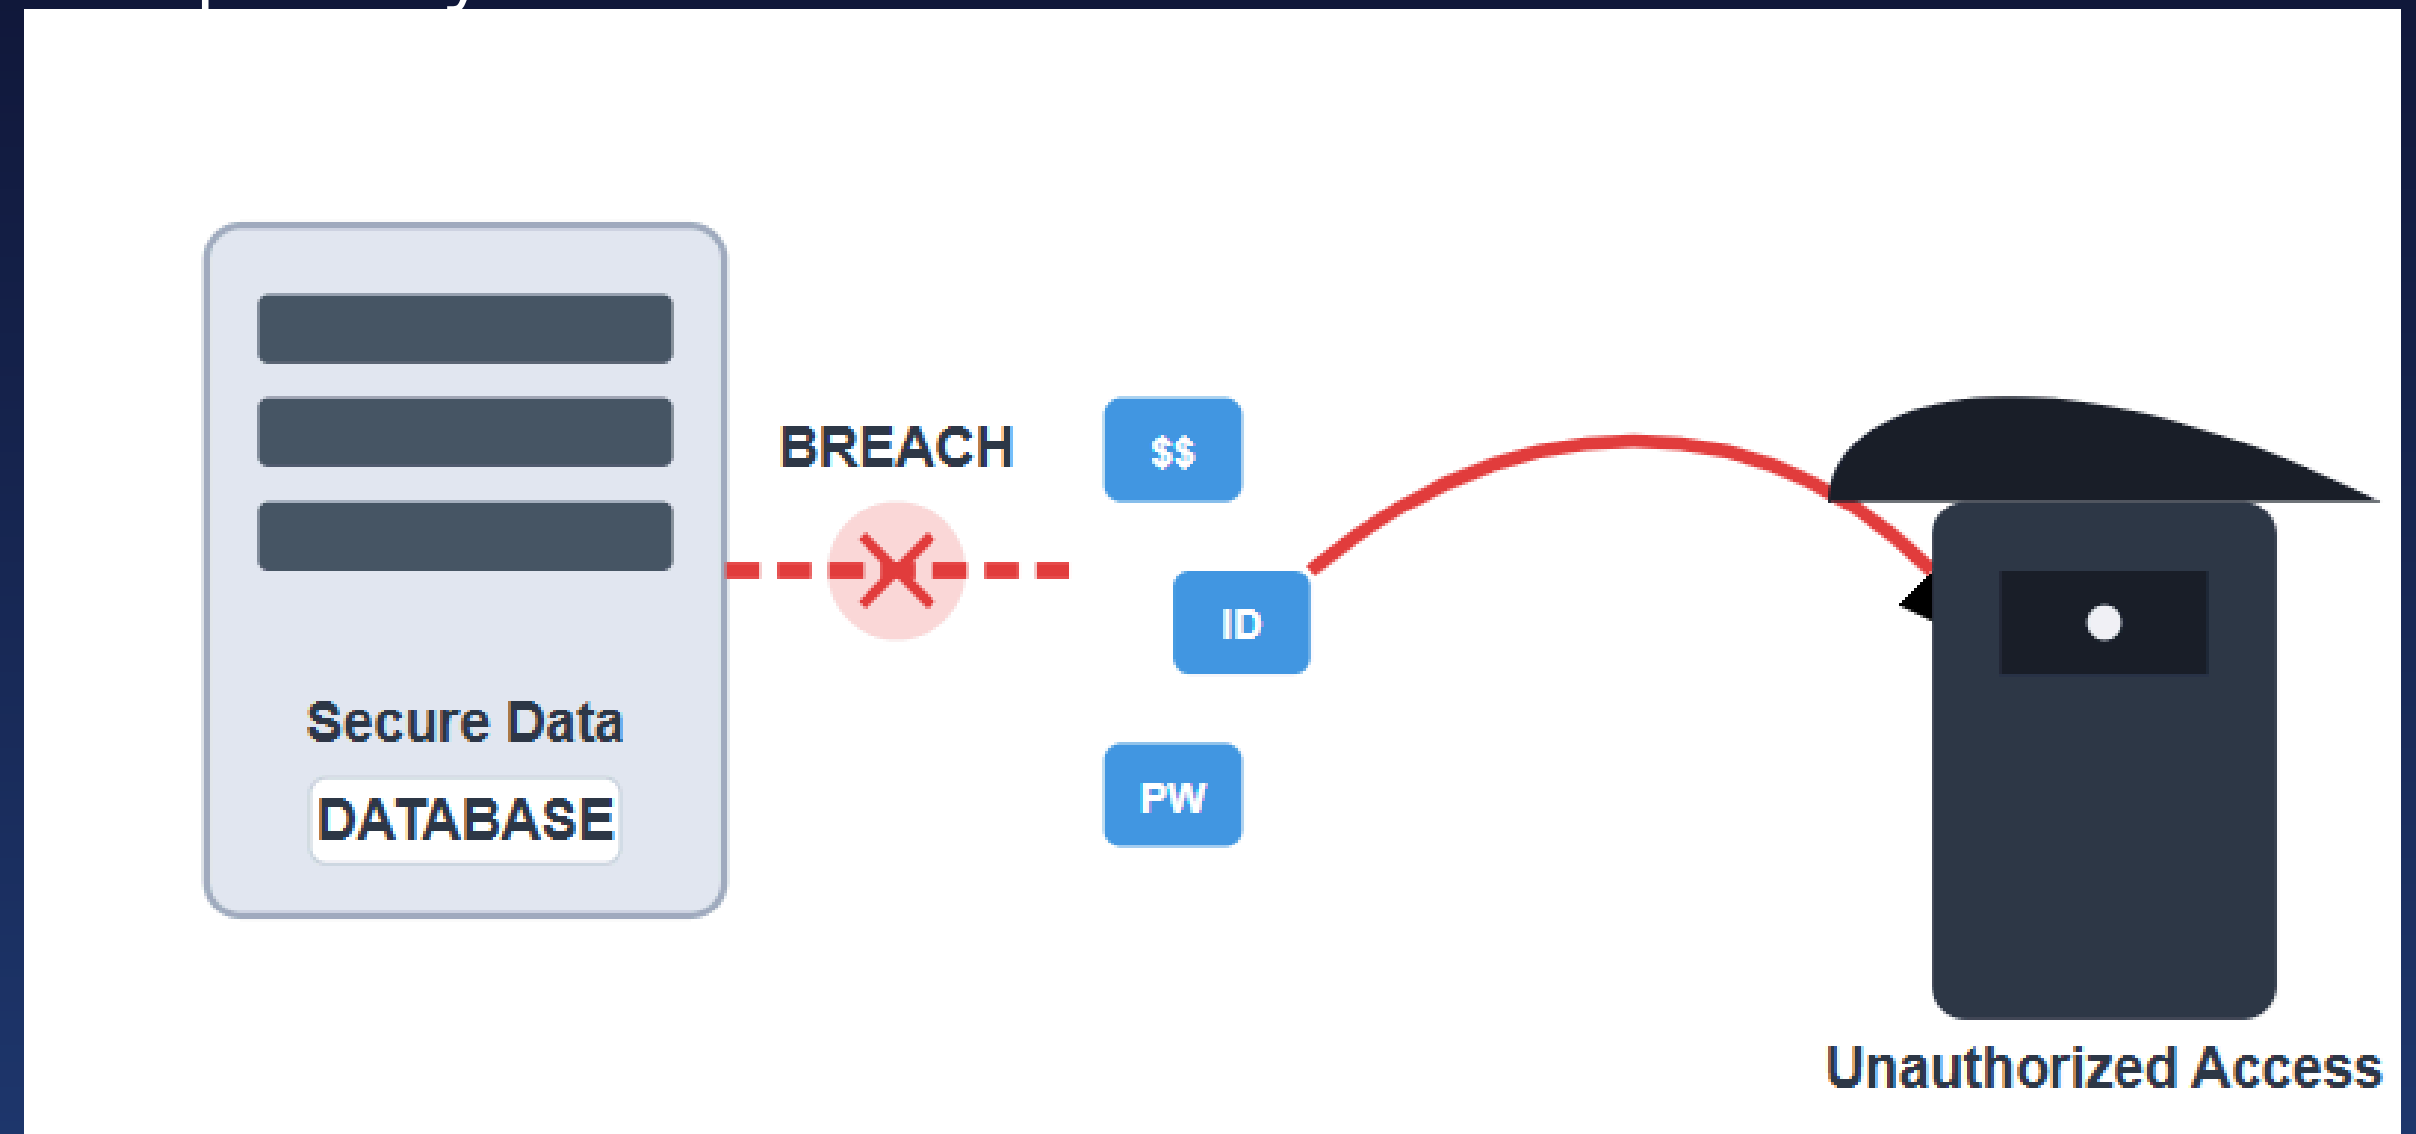 BREACH
$$
ID
PW
Secure Data
DATABASE
Unauthorized Access